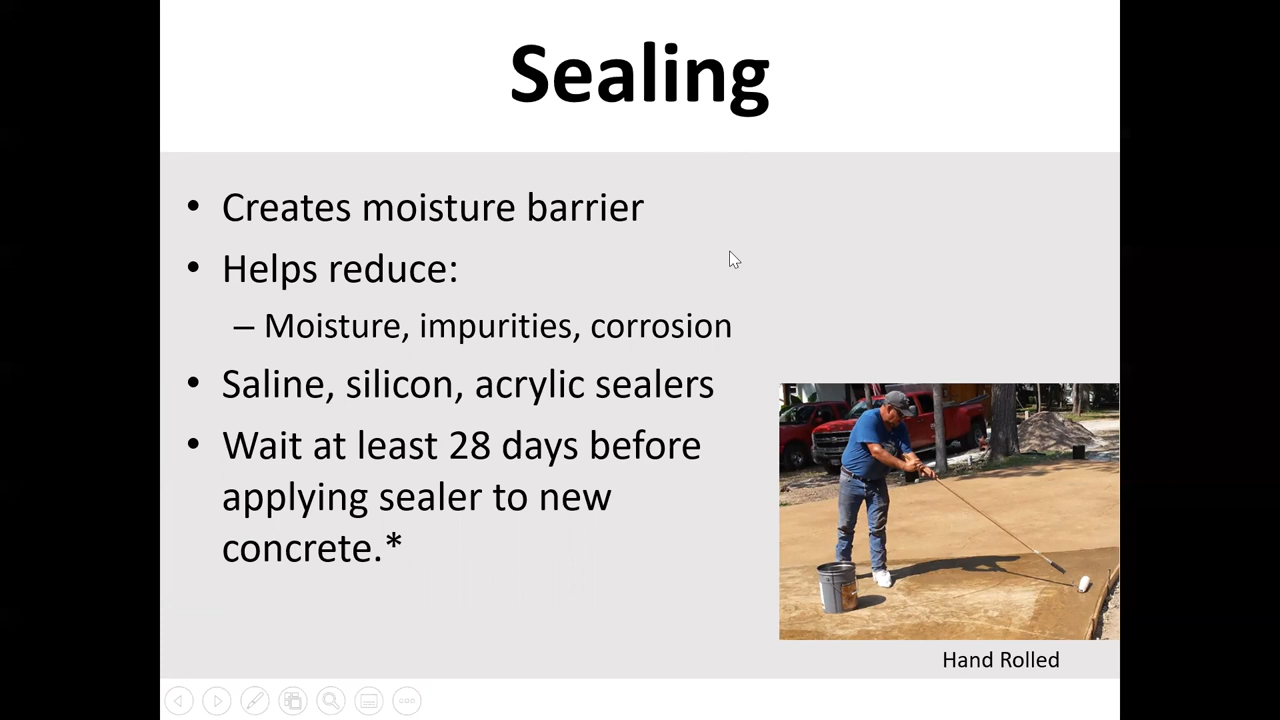 Sealing
• Creates moisture barrier
• Helps reduce:
– Moisture, impurities, corrosion
• Saline, silicon, acrylic sealers
• Wait at least 28 days before
applying sealer to new
concrete.*
Hand Rolled